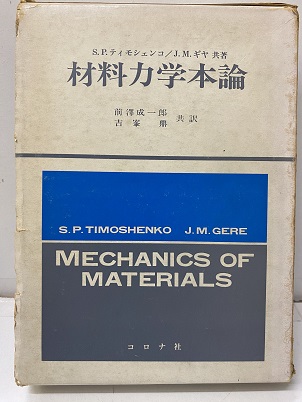 S.P.ティモシェンコ/J.M.ギヤ 共著
材料力学本論
前澤成一郎
吉峯 鼎 共訳
S.P. TIMOSHENKO J.M. GERE
MECHANICS OF
MATERIALS
コロナ社